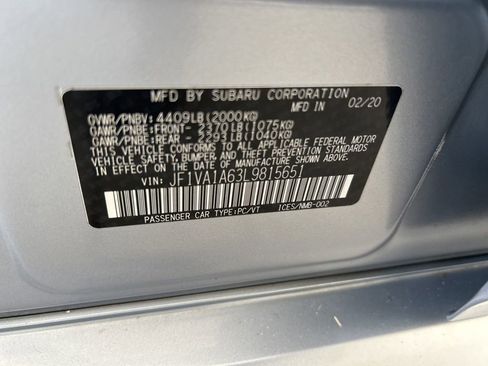 MFD BY SUBARU CORPORATION
MFD IN 02/20
GVWR/PNBV: 4409LB(2000KG)
GAWR/PNBE:FRONT- 2370LB(1075KG)
GAWR/PNBE:REAR - 2293LB(1040KG)
VEHICLE CONFORMS TO ALL APPLICABLE FEDERAL MOTOR
VEHICLE SAFETY, BUMPER, AND THEFT PREVENTION STANDARDS
IN EFFECT ON THE DATE OF MANUFACTURE SHOWN ABOVE.
VIN: JF1VA1A63L9815651
PASSENGER CAR TYPE:PC/VT ICES/NMB-002